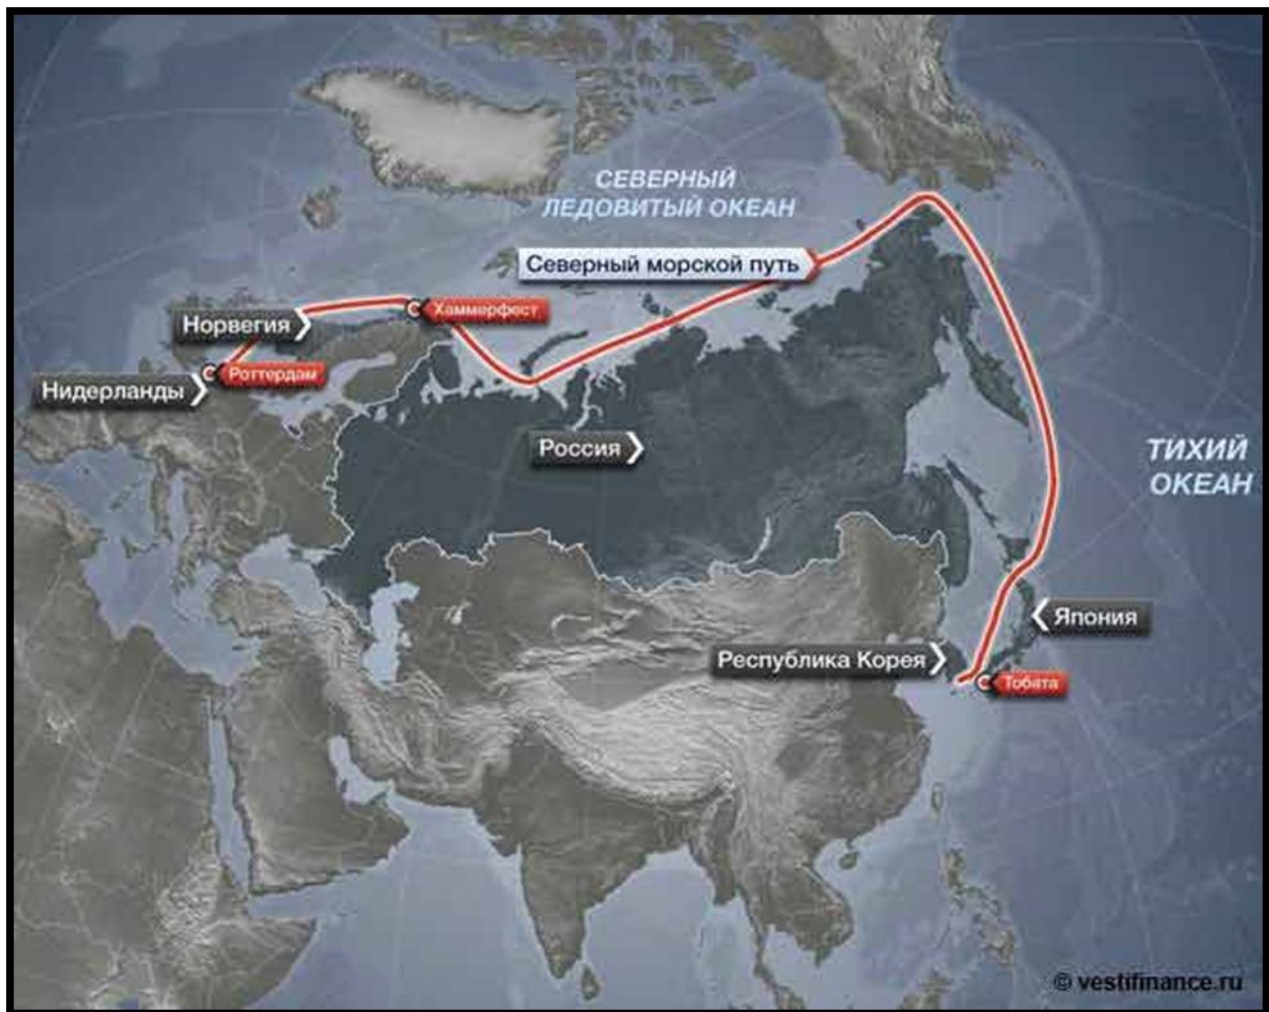 СЕВЕРНЫЙ
ЛЕДОВИТЫЙ ОКЕАН
Северный морской путь
Хаммерфест
Норвегия
Роттердам
Нидерланды
Россия
ТИХИЙ
ОКЕАН
Япония
Республика Корея
Тобата
© vestifinance.ru